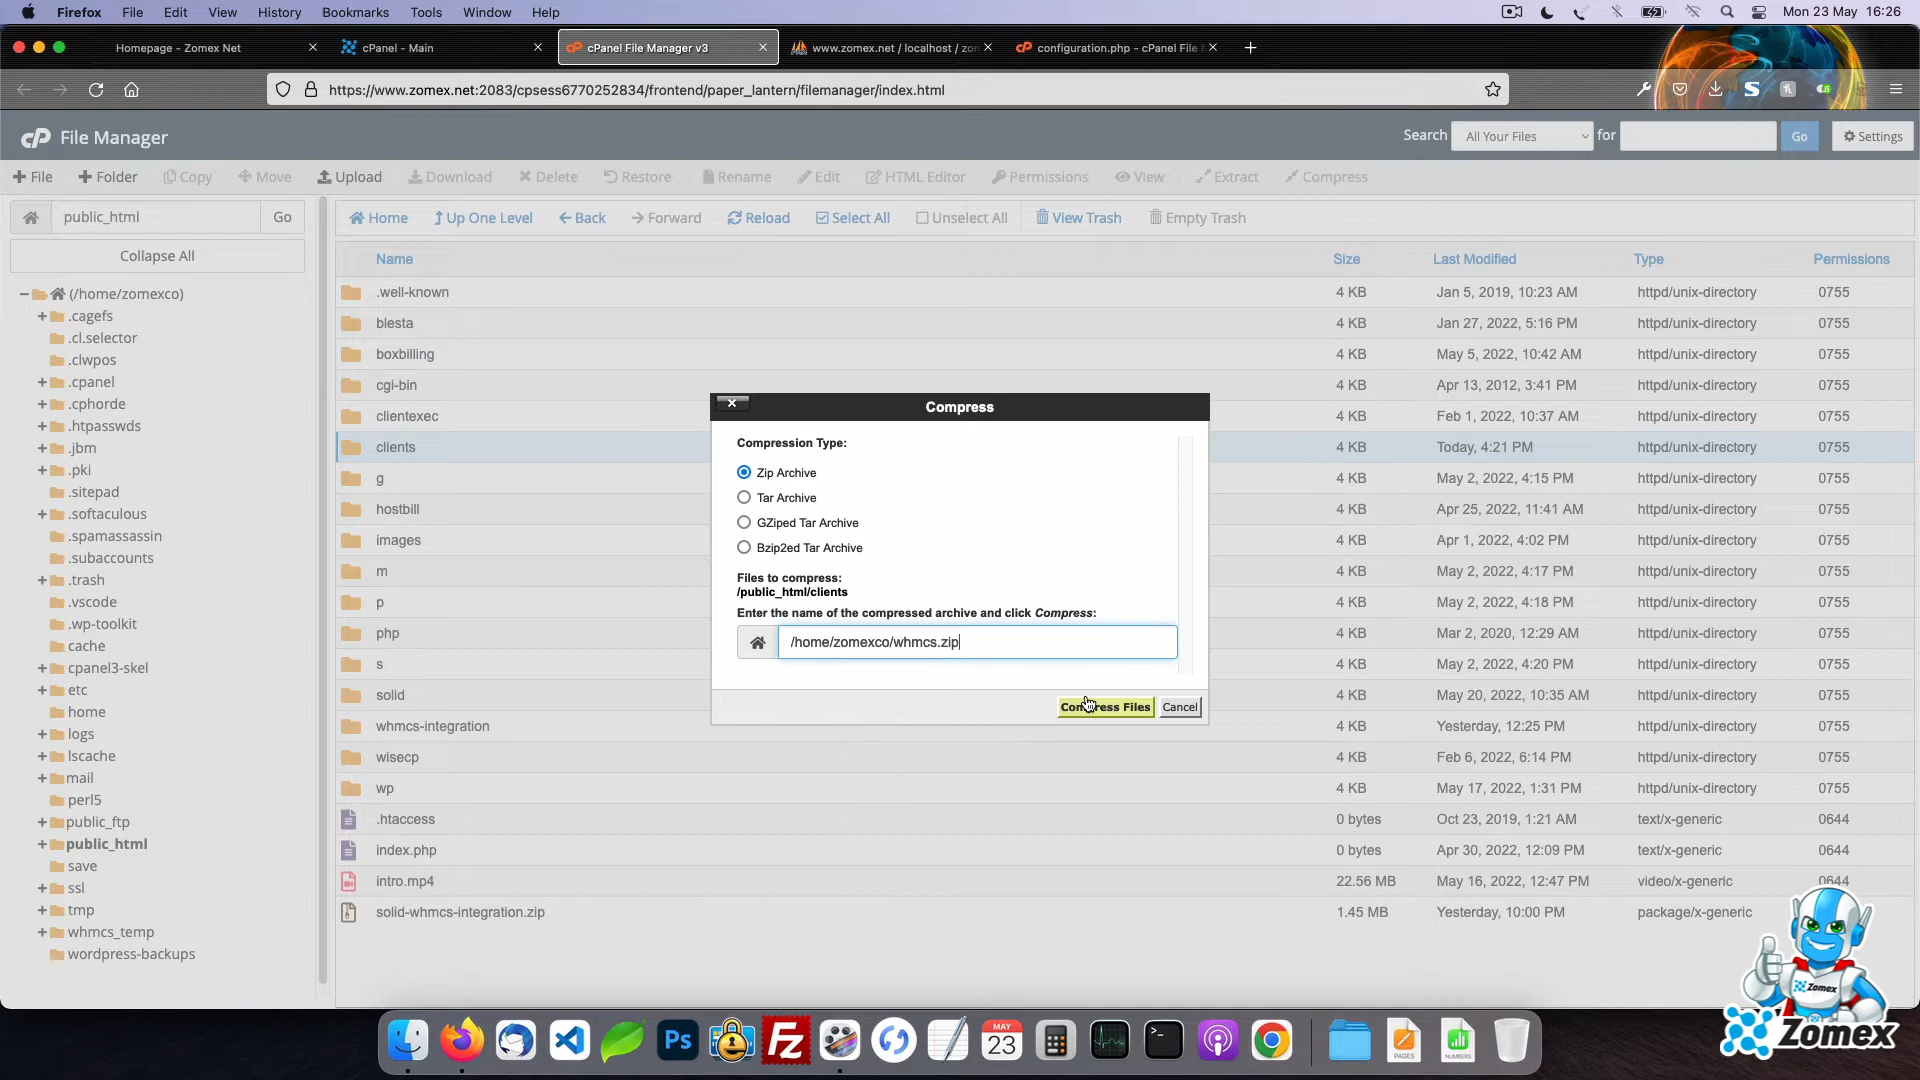 Firefox File Edit View History Bookmarks Tools Window Help Mon 23 May 16:26
Homepage - Zomex Net cPanel - Main cPanel File Manager v3 www.zomex.net / localhost / zom configuration.php - cPanel File M
https://www.zomex.net:2083/cpsess6770252834/frontend/paper_lantern/filemanager/index.html
cP File Manager Search All Your Files for Go Settings
File Folder Copy Move Upload Download Delete Restore Rename Edit HTML Editor Permissions View Extract Compress
public_html Go Home Up One Level Back Forward Reload Select All Unselect All View Trash Empty Trash
Collapse All
Name Size Last Modified Type Permissions
(/home/zomexco)
.cagefs
.cl.selector
.clwpos
.cpanel
.cphorde
.htpasswds
.jbm
.pki
.sitepad
.softaculous
.spamassassin
.subaccounts
.trash
.vscode
.wp-toolkit
cache
cpanel3-skel
etc
home
logs
lscache
mail
perl5
public_ftp
public_html
save
ssl
tmp
whmcs_temp
wordpress-backups
.well-known 4 KB Jan 5, 2019, 10:23 AM httpd/unix-directory 0755
blesta 4 KB Jan 27, 2022, 5:16 PM httpd/unix-directory 0755
boxbilling 4 KB May 5, 2022, 10:42 AM httpd/unix-directory 0755
cgi-bin 4 KB Apr 13, 2012, 3:41 PM httpd/unix-directory 0755
clientexec 4 KB Feb 1, 2022, 10:37 AM httpd/unix-directory 0755
clients 4 KB Today, 4:21 PM httpd/unix-directory 0755
g 4 KB May 2, 2022, 4:15 PM httpd/unix-directory 0755
hostbill 4 KB Apr 25, 2022, 11:41 AM httpd/unix-directory 0755
images 4 KB Apr 1, 2022, 4:02 PM httpd/unix-directory 0755
m 4 KB May 2, 2022, 4:17 PM httpd/unix-directory 0755
p 4 KB May 2, 2022, 4:18 PM httpd/unix-directory 0755
php 4 KB Mar 2, 2020, 12:29 AM httpd/unix-directory 0755
s 4 KB May 2, 2022, 4:20 PM httpd/unix-directory 0755
solid 4 KB May 20, 2022, 10:35 AM httpd/unix-directory 0755
whmcs-integration 4 KB Yesterday, 12:25 PM httpd/unix-directory 0755
wisecp 4 KB Feb 6, 2022, 6:14 PM httpd/unix-directory 0755
wp 4 KB May 17, 2022, 1:31 PM httpd/unix-directory 0755
.htaccess 0 bytes Oct 23, 2019, 1:21 AM text/x-generic 0644
index.php 0 bytes Apr 30, 2022, 12:09 PM text/x-generic 0644
intro.mp4 22.56 MB May 16, 2022, 12:47 PM video/x-generic 0644
solid-whmcs-integration.zip 1.45 MB Yesterday, 10:00 PM package/x-generic
Compress
Compression Type:
Zip Archive
Tar Archive
GZiped Tar Archive
Bzip2ed Tar Archive
Files to compress:
/public_html/clients
Enter the name of the compressed archive and click Compress:
/home/zomexco/whmcs.zip
Compress Files Cancel
Zomex
Zomex
Ps
Fz
MAY
23
PAGES
NUMBERS